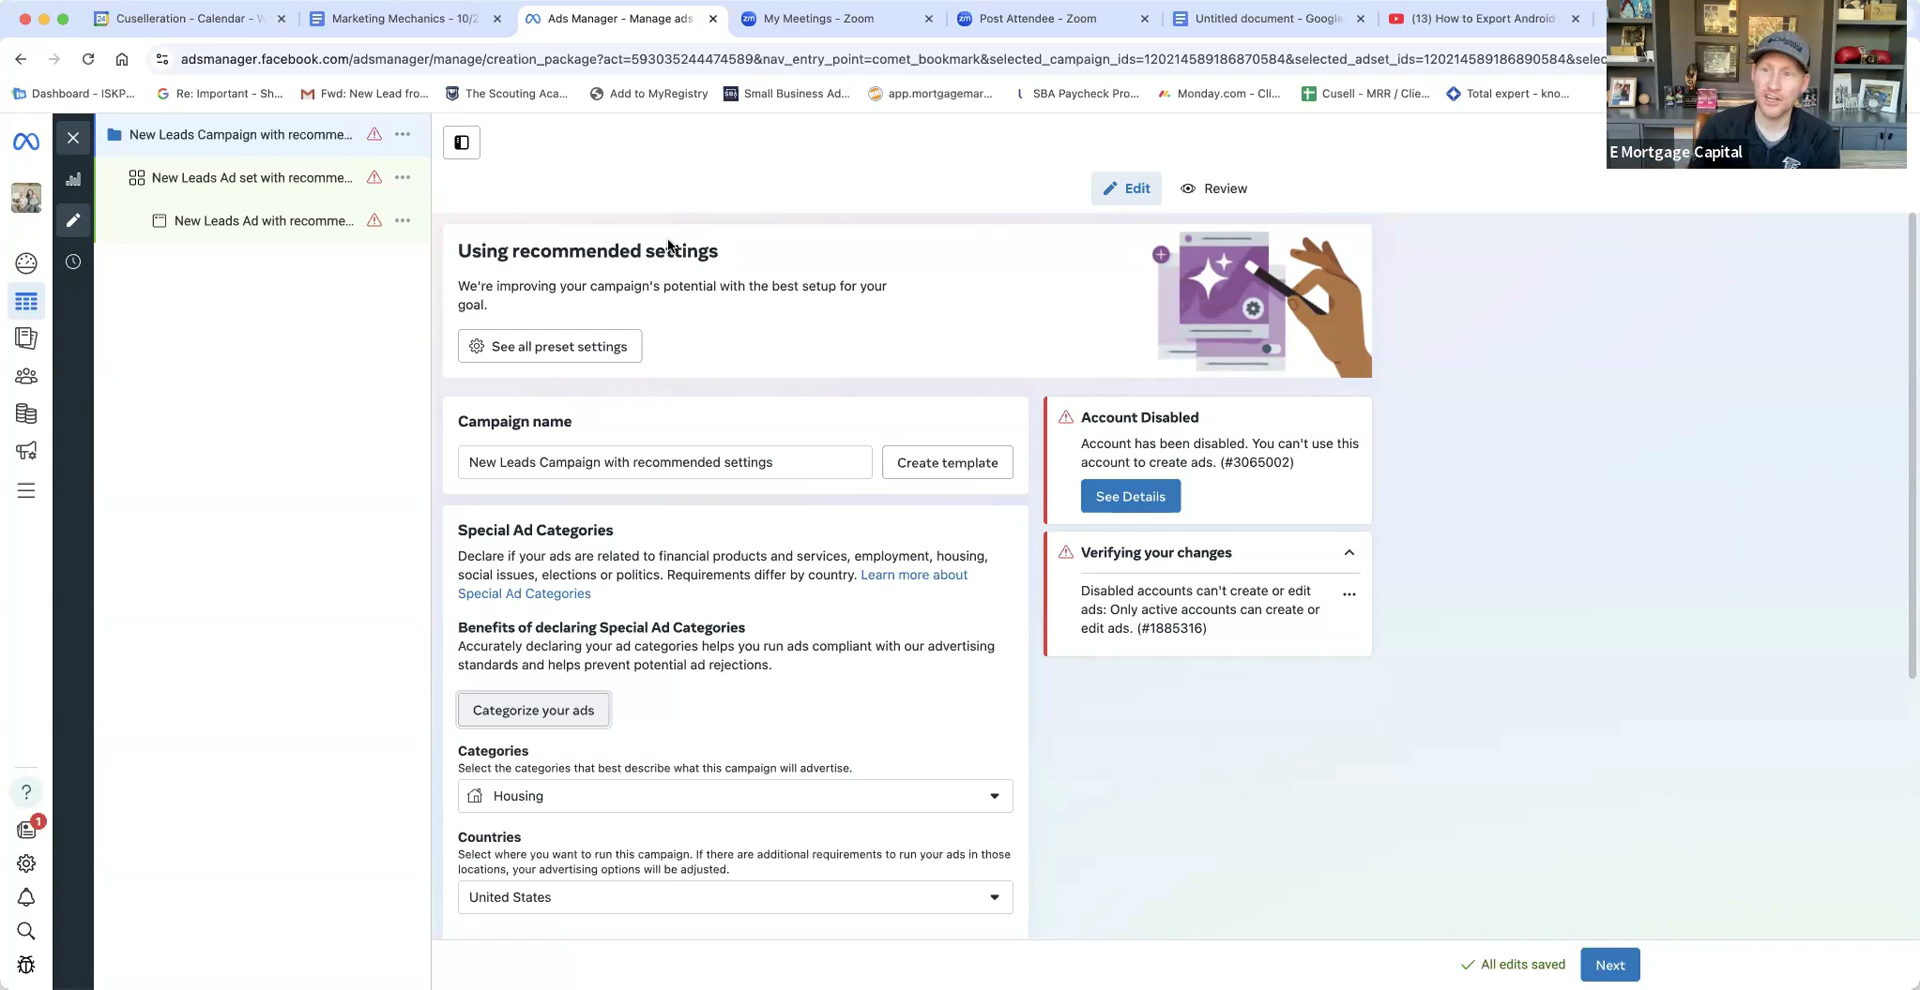 Cuselleration - Calendar - W
Marketing Mechanics - 10/2
Ads Manager - Manage ads
My Meetings - Zoom
Post Attendee - Zoom
Untitled document - Google
(13) How to Export Android
adsmanager.facebook.com/adsmanager/manage/creation_package?act=593035244474589&nav_entry_point=comet_bookmark&selected_campaign_ids=120214589186870584&selected_adset_ids=120214589186890584&selec
Dashboard - ISKP...
Re: Important - Sh...
Fwd: New Lead fro...
The Scouting Aca...
Add to MyRegistry
Small Business Ad...
app.mortgagemar...
SBA Paycheck Pro...
Monday.com - Cli...
Cusell - MRR / Clie...
Total expert - kno...
E Mortgage Capital
New Leads Campaign with recomme...
New Leads Ad set with recomme...
New Leads Ad with recomme...
Edit
Review
Using recommended settings
We're improving your campaign's potential with the best setup for your
goal.
See all preset settings
Campaign name
New Leads Campaign with recommended settings
Create template
Account Disabled
Account has been disabled. You can't use this
account to create ads. (#3065002)
See Details
Verifying your changes
Disabled accounts can't create or edit
ads: Only active accounts can create or
edit ads. (#1885316)
Special Ad Categories
Declare if your ads are related to financial products and services, employment, housing,
social issues, elections or politics. Requirements differ by country. Learn more about
Special Ad Categories
Benefits of declaring Special Ad Categories
Accurately declaring your ad categories helps you run ads compliant with our advertising
standards and helps prevent potential ad rejections.
Categorize your ads
Categories
Select the categories that best describe what this campaign will advertise.
Housing
Countries
Select where you want to run this campaign. If there are additional requirements to run your ads in those
locations, your advertising options will be adjusted.
United States
1
All edits saved
Next